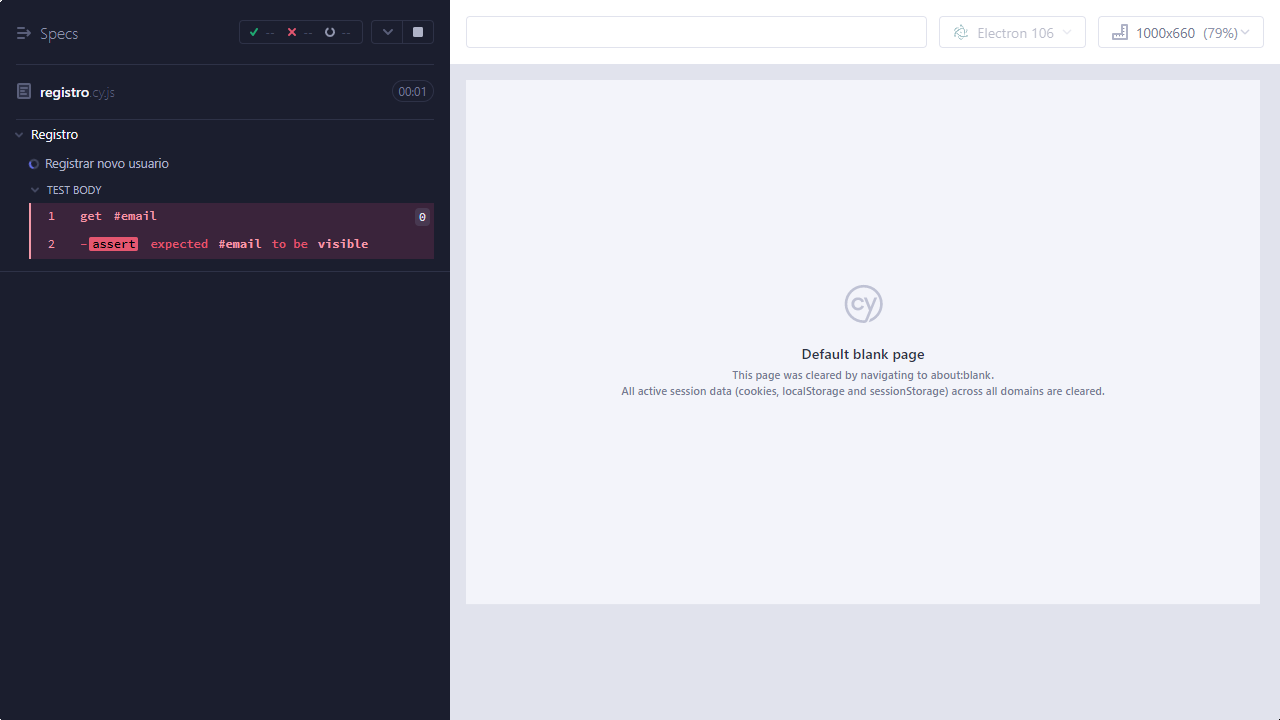 Specs
-- -- --
Electron 106
1000x660 (79%)
registro.cy.js
00:01
Registro
Registrar novo usuario
TEST BODY
1 get #email 0
2 -assert expected #email to be visible
cy
Default blank page
This page was cleared by navigating to about:blank.
All active session data (cookies, localStorage and sessionStorage) across all domains are cleared.